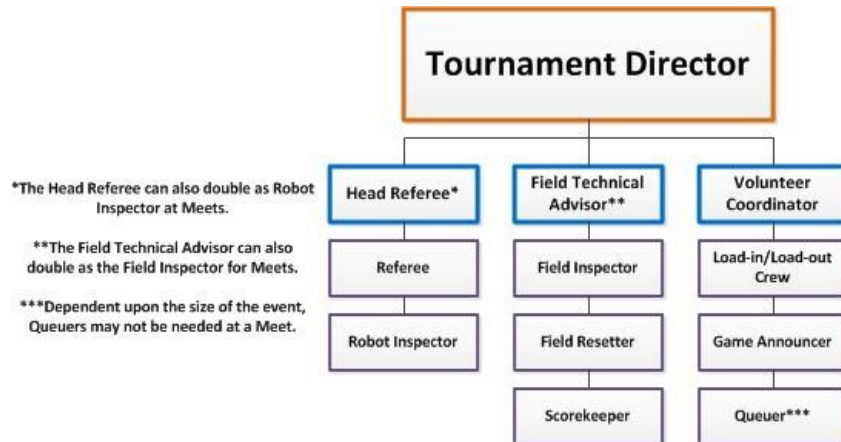 Tournament Director
*The Head Referee can also double as Robot
Inspector at Meets.
**The Field Technical Advisor can also
double as the Field Inspector for Meets.
***Dependent upon the size of the event,
Queuers may not be needed at a Meet.
Head Referee*
Referee
Robot Inspector
Field Technical
Advisor**
Field Inspector
Field Resetter
Scorekeeper
Volunteer
Coordinator
Load-in/Load-out
Crew
Game Announcer
Queuer***